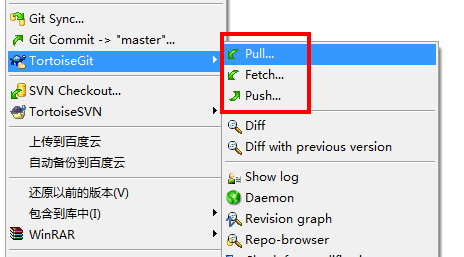 Git Sync...
Git Commit -> "master"...
TortoiseGit
SVN Checkout...
TortoiseSVN
上传到百度云
自动备份到百度云
还原以前的版本(V)
包含到库中(I)
WinRAR
Pull...
Fetch...
Push...
Diff
Diff with previous version
Show log
Daemon
Revision graph
Repo-browser